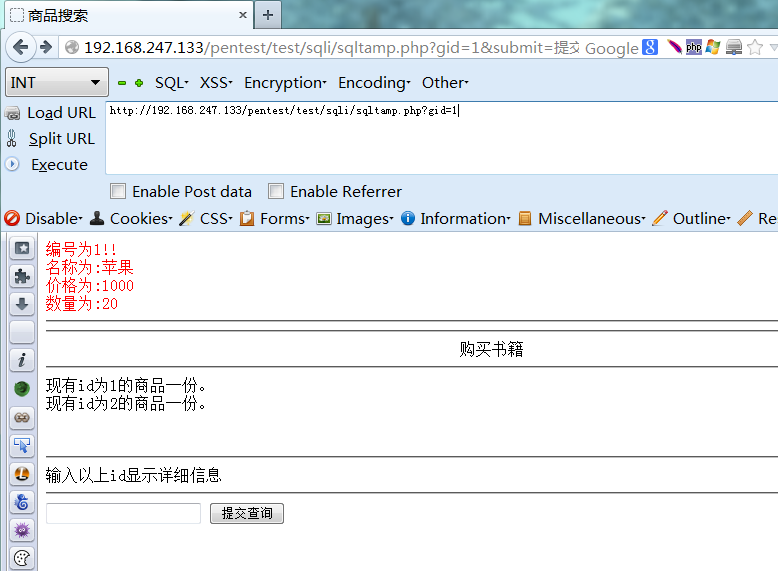 商品搜索
192.168.247.133/pentest/test/sqli/sqltamp.php?gid=1&submit=提交 Google 8 php
INT SQL XSS Encryption Encoding Other
Load URL http://192.168.247.133/pentest/test/sqli/sqltamp.php?gid=1
Split URL
Execute
Enable Post data Enable Referrer
Disable Cookies CSS Forms Images Information Miscellaneous Outline Re
编号为1!!
名称为:苹果
价格为:1000
数量为:20
购买书籍
现有id为1的商品一份。
现有id为2的商品一份。
输入以上id显示详细信息
提交查询